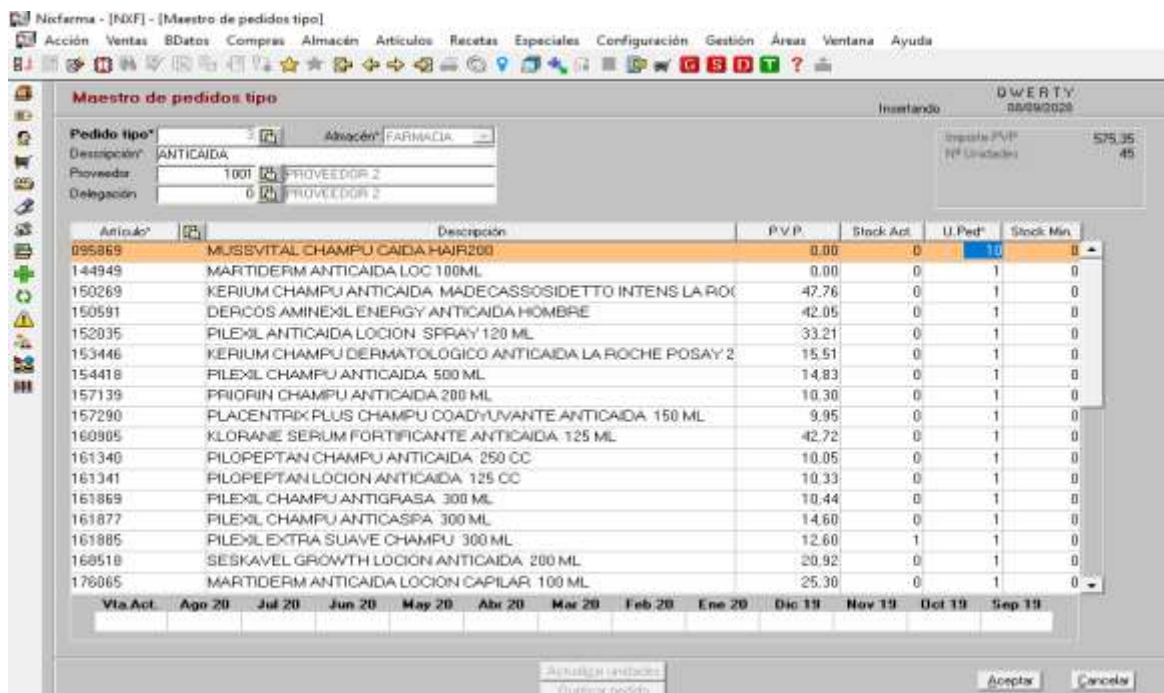 Nixfarma - [NXF] - [Maestro de pedidos tipo]
Acción Ventas BDatos Compras Almacén Artículos Recetas Especiales Configuración Gestión Áreas Ventana Ayuda
G S D T ?
Maestro de pedidos tipo Insertando QWERTY
08/09/2020
Pedido tipo* 3 Almacén* FARMACIA Importe PVP 575,35
Descripción* ANTICAIDA Nº Unidades 45
Proveedor 1001 PROVEEDOR 2
Delegación 0 PROVEEDOR 2
Artículo* Descripción P.V.P. Stock Act. U.Ped* Stock Min.
095869 MUSSVITAL CHAMPU CAIDA HAIR200 0.00 0 10 0
144949 MARTIDERM ANTICAIDA LOC 100ML 0.00 0 1 0
150269 KERIUM CHAMPU ANTICAIDA MADECASSOSIDETTO INTENS LA ROC 47,76 0 1 0
150591 DERCOS AMINEXIL ENERGY ANTICAIDA HOMBRE 42,05 0 1 0
152035 PILEXIL ANTICAIDA LOCION SPRAY 120 ML 33,21 0 1 0
153446 KERIUM CHAMPU DERMATOLOGICO ANTICAIDA LA ROCHE POSAY 2 15,51 0 1 0
154418 PILEXIL CHAMPU ANTICAIDA 500 ML 14,83 0 1 0
157139 PRIORIN CHAMPU ANTICAIDA 200 ML 10,30 0 1 0
157290 PLACENTRIX PLUS CHAMPU COADYUVANTE ANTICAIDA 150 ML 9,95 0 1 0
160905 KLORANE SERUM FORTIFICANTE ANTICAIDA 125 ML 42,72 0 1 0
161340 PILOPEPTAN CHAMPU ANTICAIDA 250 CC 10,05 0 1 0
161341 PILOPEPTAN LOCION ANTICAIDA 125 CC 10,33 0 1 0
161869 PILEXIL CHAMPU ANTIGRASA 300 ML 10,44 0 1 0
161877 PILEXIL CHAMPU ANTICASPA 300 ML 14,60 0 1 0
161885 PILEXIL EXTRA SUAVE CHAMPU 300 ML 12,60 1 1 0
168518 SESKAVEL GROWTH LOCION ANTICAIDA 200 ML 20,92 0 1 0
176065 MARTIDERM ANTICAIDA LOCION CAPILAR 100 ML 25,30 0 1 0
Vta.Act. Ago 20 Jul 20 Jun 20 May 20 Abr 20 Mar 20 Feb 20 Ene 20 Dic 19 Nov 19 Oct 19 Sep 19
Actualizar unidades
Duplicar pedido Aceptar Cancelar